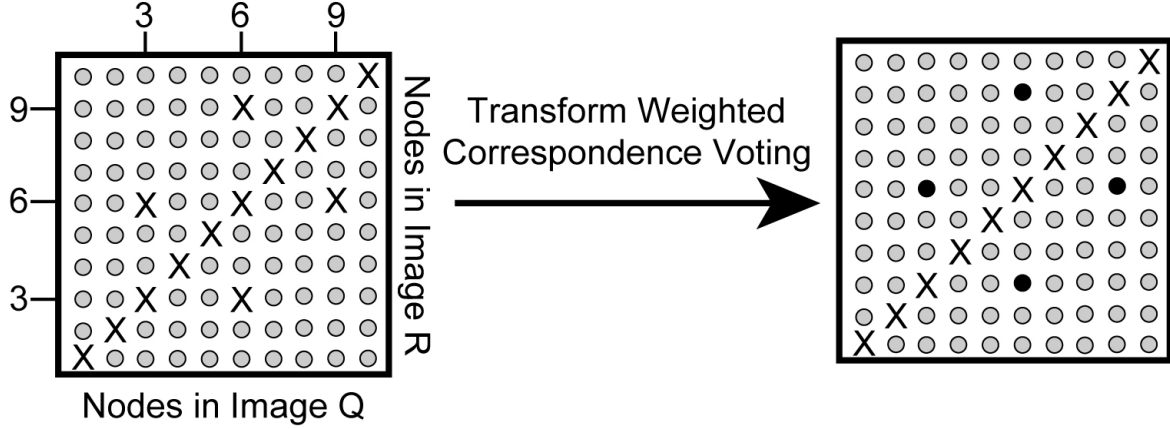 3 6 9
9
6
3
Nodes in Image R
Nodes in Image Q
Transform Weighted
Correspondence Voting